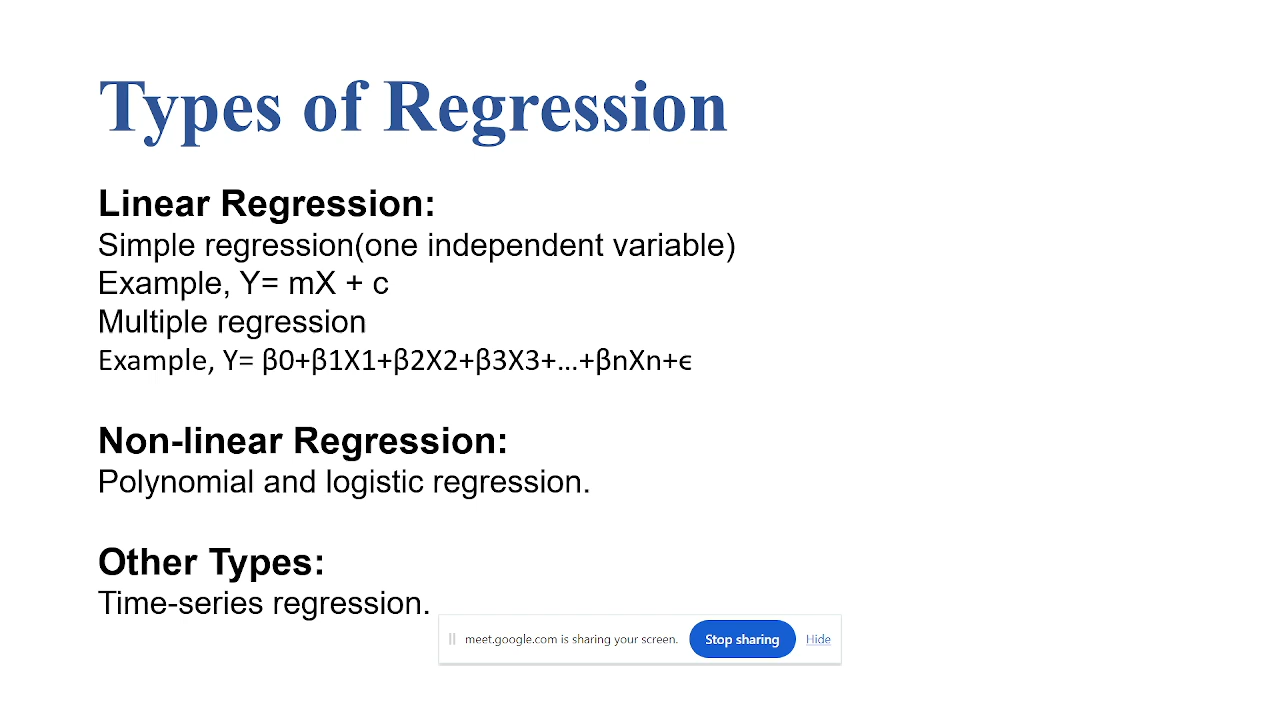 Types of Regression
Linear Regression:
Simple regression(one independent variable)
Example, Y= mX + c
Multiple regression
Example, Y= β0+β1X1+β2X2+β3X3+...+βnXn+ϵ
Non-linear Regression:
Polynomial and logistic regression.
Other Types:
Time-series regression.
meet.google.com is sharing your screen. Stop sharing Hide